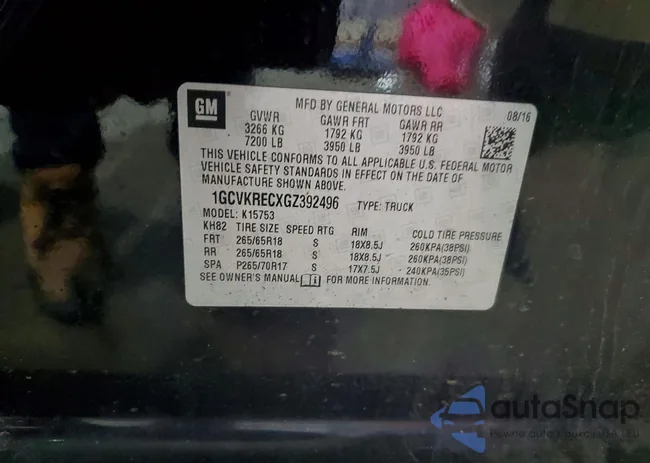 GM
MFD BY GENERAL MOTORS LLC
08/16
GVWR GAWR FRT GAWR RR
3266 KG 1792 KG 1792 KG
7200 LB 3950 LB 3950 LB
THIS VEHICLE CONFORMS TO ALL APPLICABLE U.S. FEDERAL MOTOR
VEHICLE SAFETY STANDARDS IN EFFECT ON THE DATE OF
MANUFACTURE SHOWN ABOVE.
1GCVKRECXGZ392496 TYPE: TRUCK
MODEL: K15753
KH82 TIRE SIZE SPEED RTG RIM COLD TIRE PRESSURE
FRT 265/65R18 S 18X8.5J 260KPA(38PSI)
RR 265/65R18 S 18X8.5J 260KPA(38PSI)
SPA P265/70R17 S 17X7.5J 240KPA(35PSI)
SEE OWNER'S MANUAL FOR MORE INFORMATION.
autoSnap